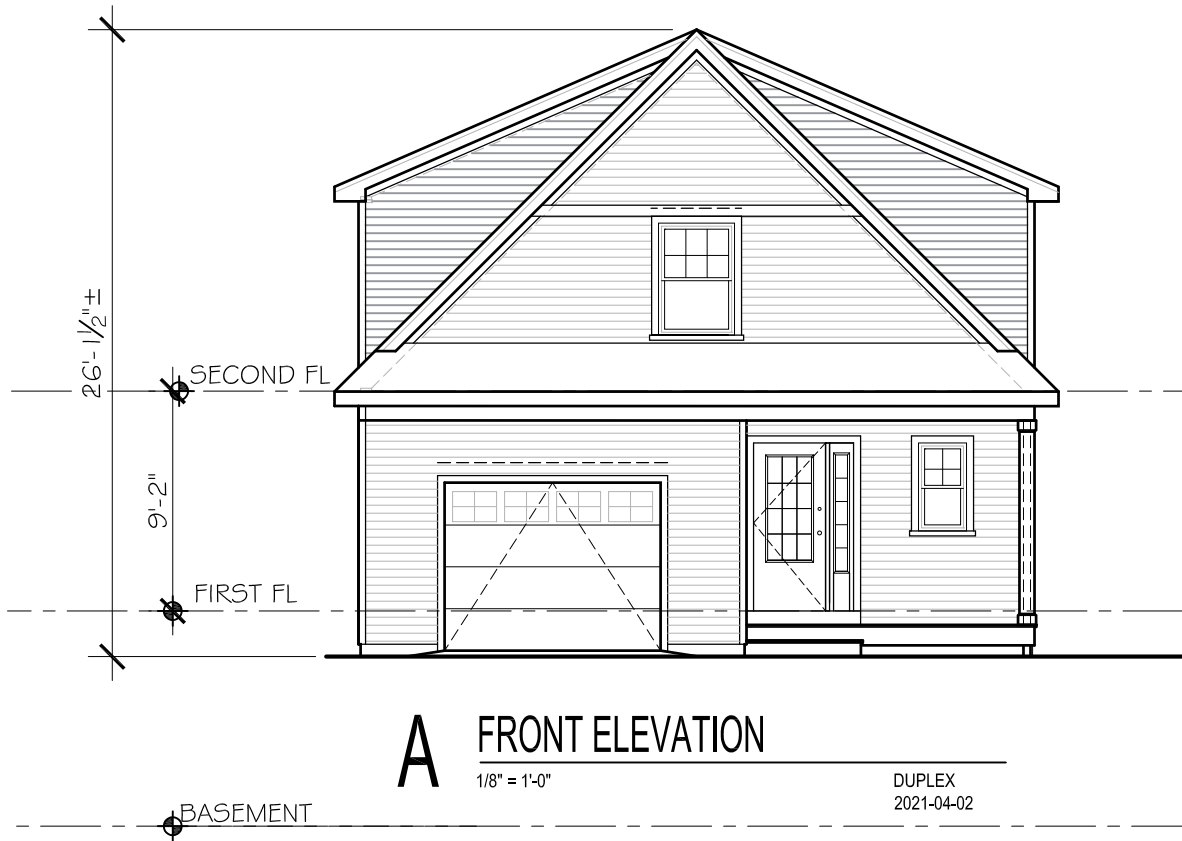 26'-1½"±
SECOND FL
9'-2"
FIRST FL
A FRONT ELEVATION
1/8" = 1'-0"
DUPLEX
2021-04-02
BASEMENT